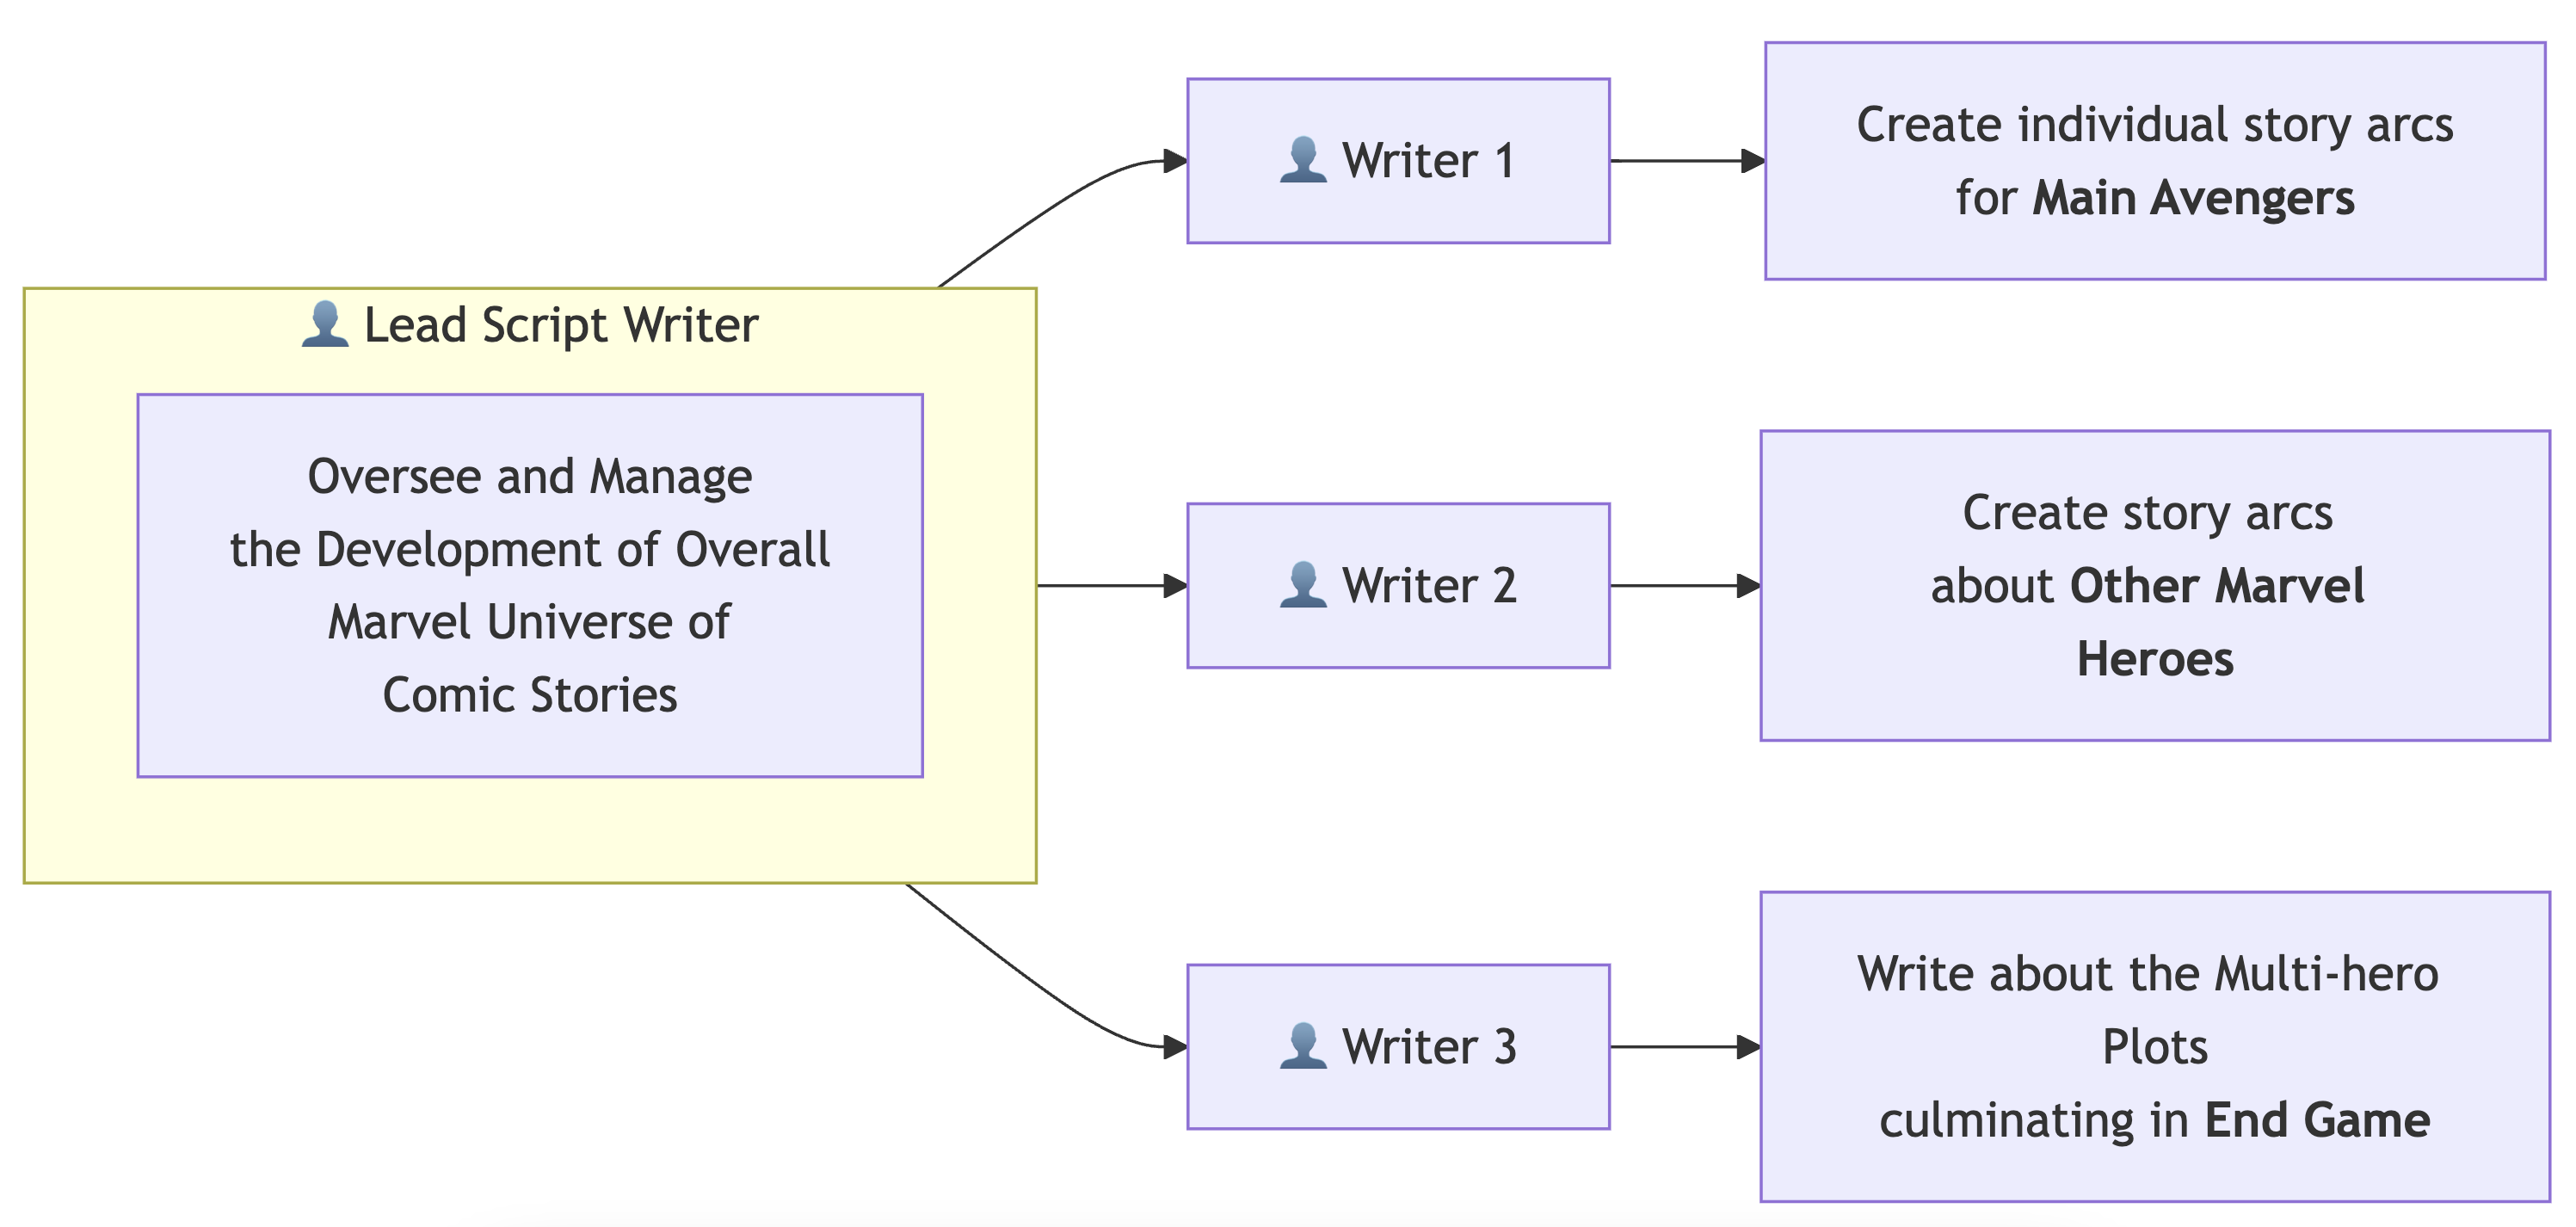 Lead Script Writer
Oversee and Manage
the Development of Overall
Marvel Universe of
Comic Stories
Writer 1
Create individual story arcs
for Main Avengers
Writer 2
Create story arcs
about Other Marvel
Heroes
Writer 3
Write about the Multi-hero
Plots
culminating in End Game